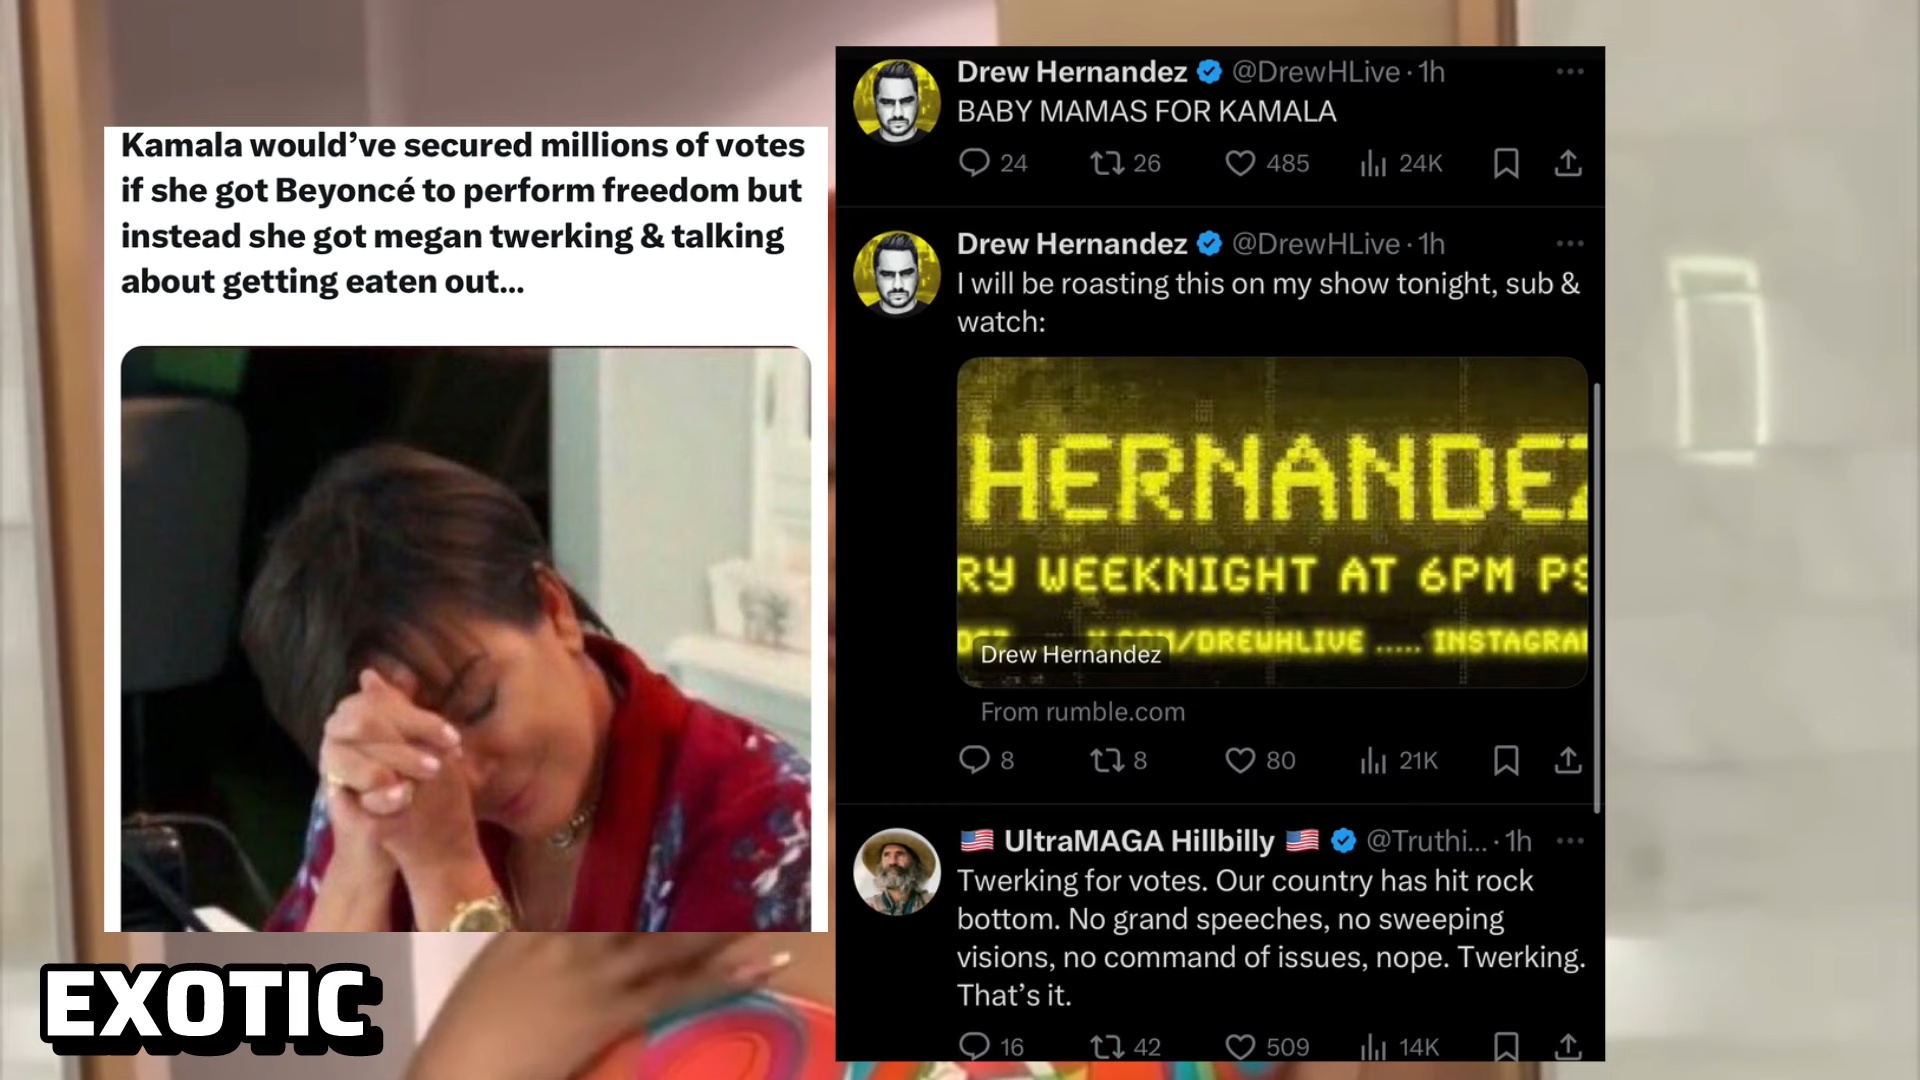 Kamala would’ve secured millions of votes
if she got Beyoncé to perform freedom but
instead she got megan twerking & talking
about getting eaten out...
Drew Hernandez @DrewHLive · 1h
BABY MAMAS FOR KAMALA
24 26 485 24K
Drew Hernandez @DrewHLive · 1h
I will be roasting this on my show tonight, sub &
watch:
HERNANDEZ
RY WEEKNIGHT AT 6PM PS
/DREWHLIVE ..... INSTAGRA
Drew Hernandez
From rumble.com
8 8 80 21K
🇺🇸 UltraMAGA Hillbilly 🇺🇸 @Truthi... · 1h
Twerking for votes. Our country has hit rock
bottom. No grand speeches, no sweeping
visions, no command of issues, nope. Twerking.
That’s it.
16 42 509 14K
EXOTIC